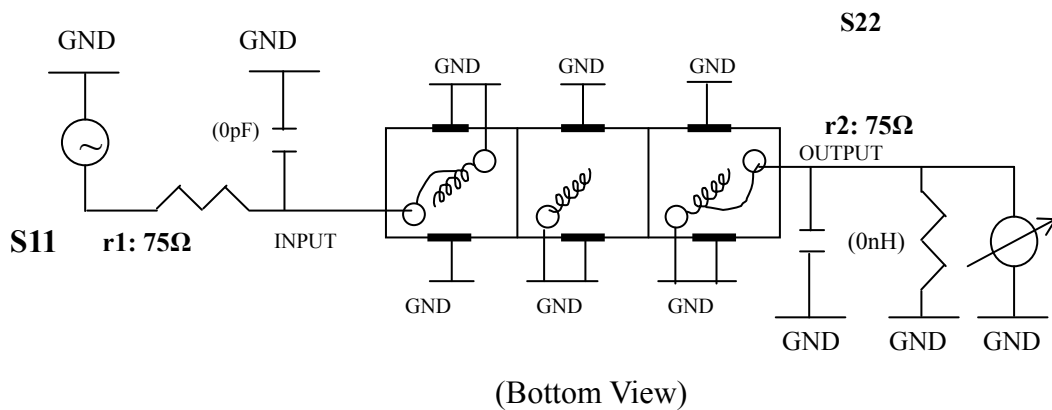 S22
GND
GND
GND
GND
GND
(0pF)
r2: 75Ω
OUTPUT
S11
r1: 75Ω
INPUT
(0nH)
GND
GND
GND
GND
GND
GND
(Bottom View)